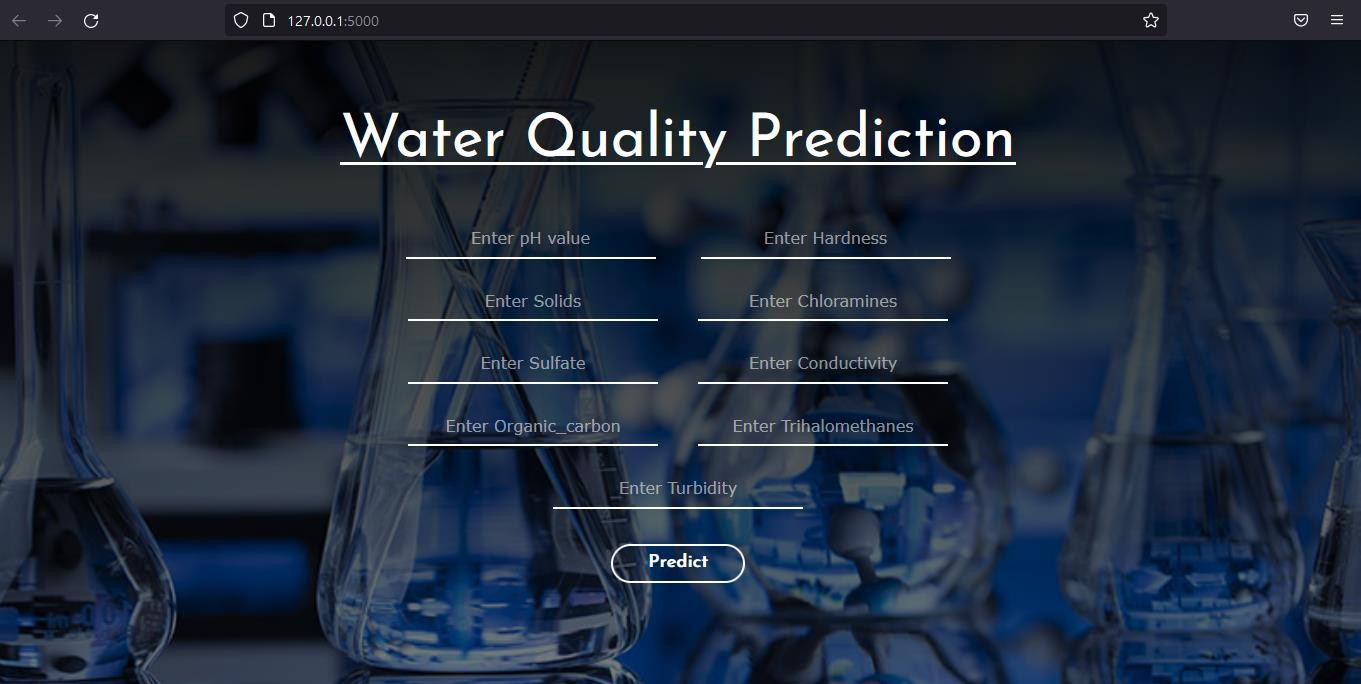 127.0.0.1:5000
Water Quality Prediction
Enter pH value
Enter Hardness
Enter Solids
Enter Chloramines
Enter Sulfate
Enter Conductivity
Enter Organic_carbon
Enter Trihalomethanes
Enter Turbidity
Predict